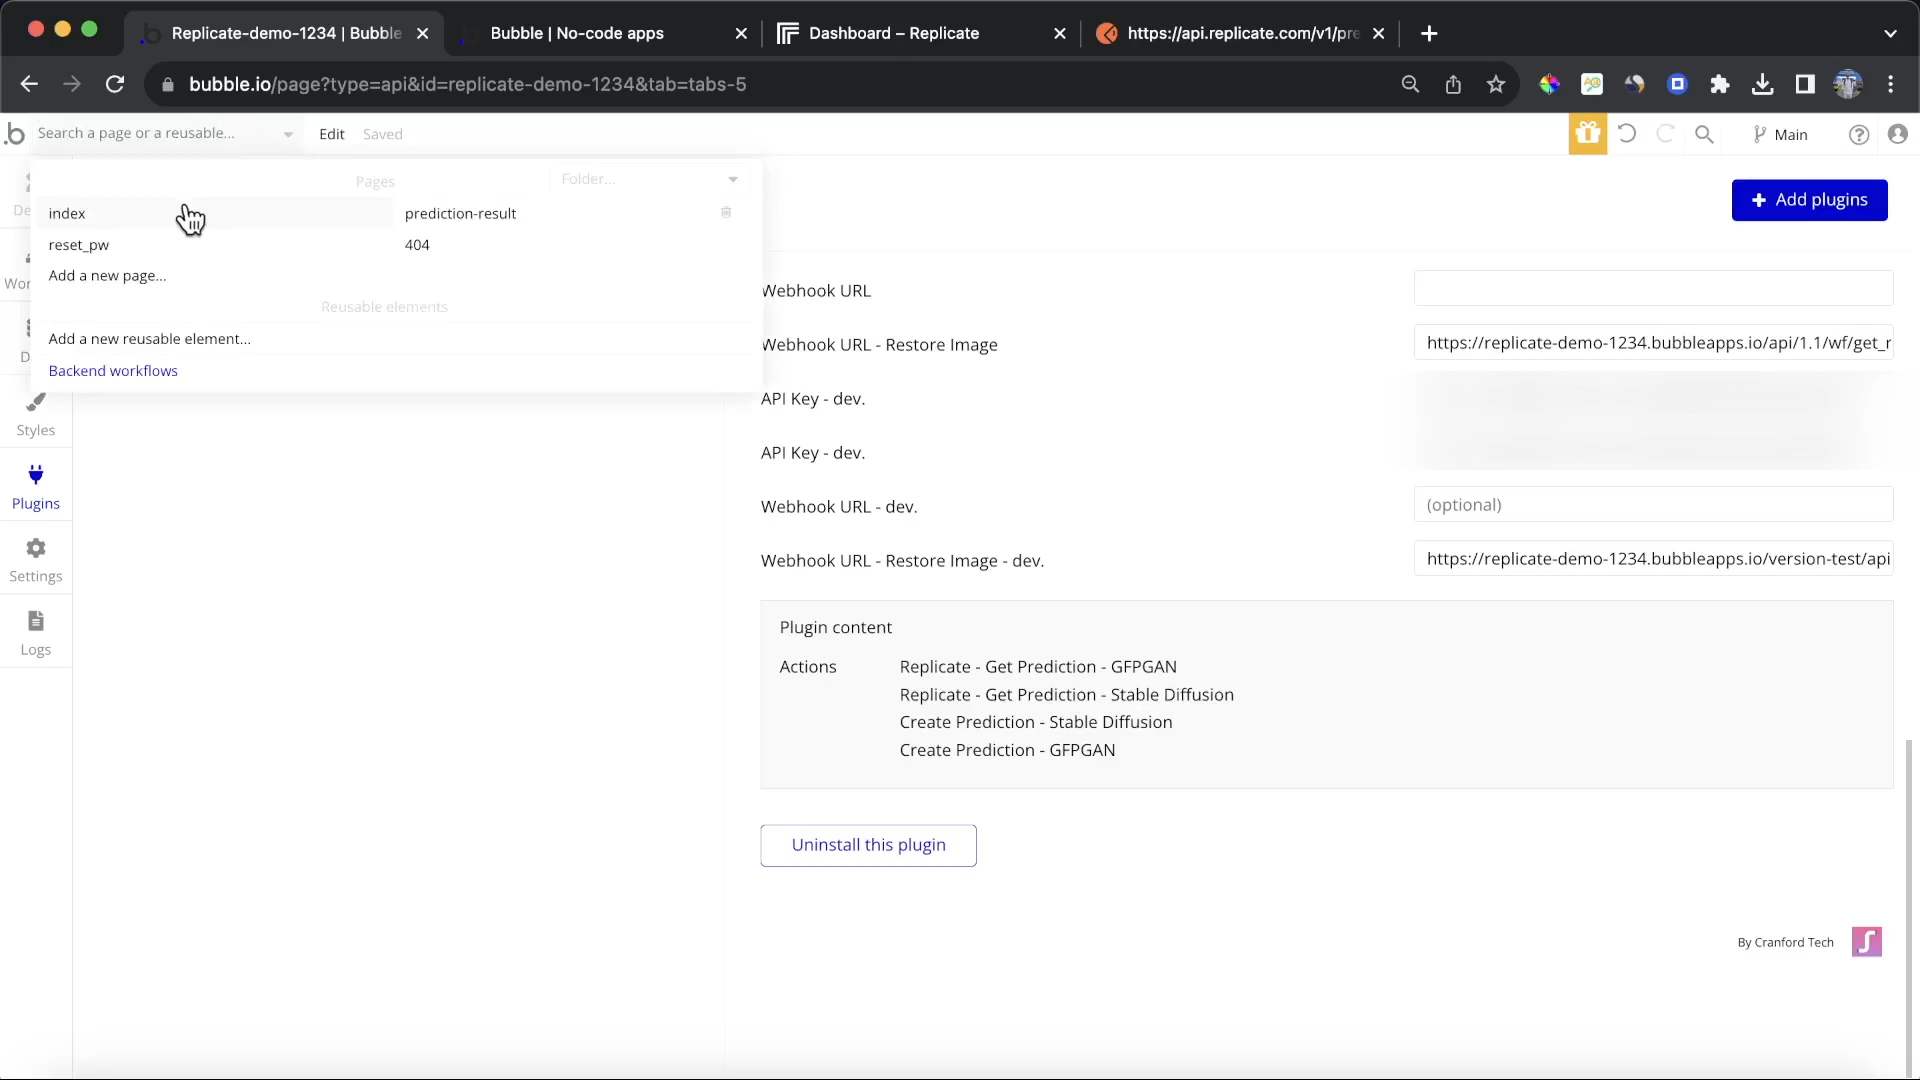 Replicate-demo-1234 | Bubble
Bubble | No-code apps
Dashboard – Replicate
https://api.replicate.com/v1/pre
bubble.io/page?type=api&id=replicate-demo-1234&tab=tabs-5
Search a page or a reusable...
Edit
Saved
Main
Pages
Folder...
index
prediction-result
reset_pw
404
Add a new page...
Reusable elements
Add a new reusable element...
Backend workflows
De
Wor
D
Styles
Plugins
Settings
Logs
Add plugins
Webhook URL
Webhook URL - Restore Image
https://replicate-demo-1234.bubbleapps.io/api/1.1/wf/get_r
API Key - dev.
API Key - dev.
Webhook URL - dev.
(optional)
Webhook URL - Restore Image - dev.
https://replicate-demo-1234.bubbleapps.io/version-test/api
Plugin content
Actions
Replicate - Get Prediction - GFPGAN
Replicate - Get Prediction - Stable Diffusion
Create Prediction - Stable Diffusion
Create Prediction - GFPGAN
Uninstall this plugin
By Cranford Tech